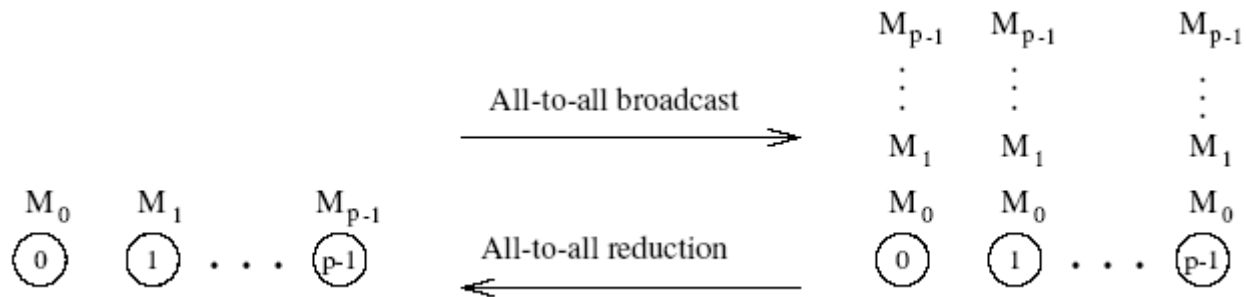 M_{p-1} M_{p-1} M_{p-1}
All-to-all broadcast
M_1 M_1 M_1
M_0 M_1 M_{p-1} M_0 M_0 M_0
All-to-all reduction
0 1 . . . p-1 0 1 . . . p-1